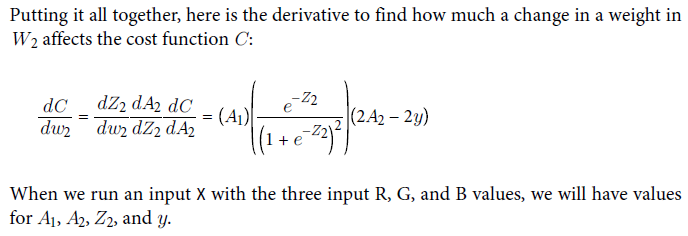 Putting it all together, here is the derivative to find how much a change in a weight in
W₂ affects the cost function C:
dC/dw₂ = dZ₂/dw₂ dA₂/dZ₂ dC/dA₂ = (A₁)(e^(−Z₂)/(1 + e^(−Z₂))²)(2A₂ − 2y)
When we run an input X with the three input R, G, and B values, we will have values
for A₁, A₂, Z₂, and y.